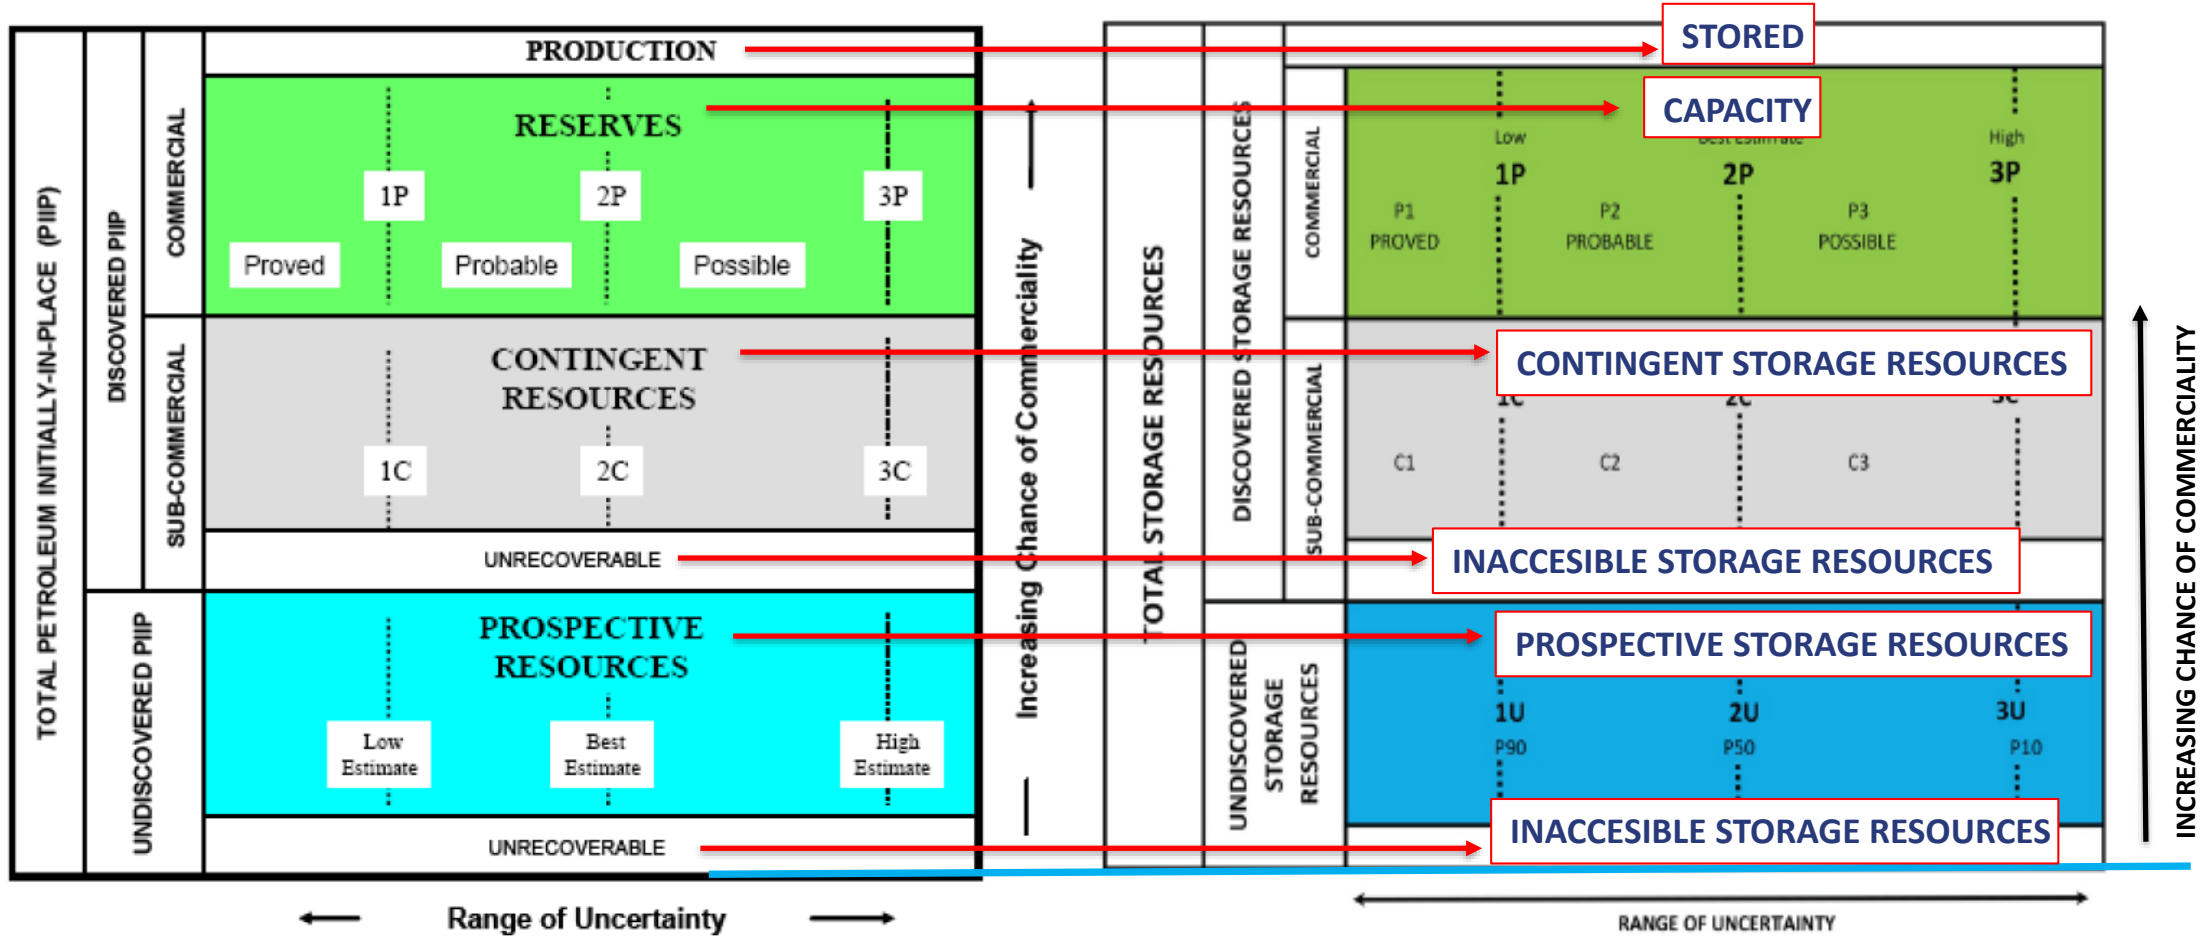 TOTAL PETROLEUM INITIALLY-IN-PLACE (PIIP)
DISCOVERED PIIP
UNDISCOVERED PIIP
COMMERCIAL
SUB-COMMERCIAL
PRODUCTION
RESERVES
1P
2P
3P
Proved
Probable
Possible
CONTINGENT
RESOURCES
1C
2C
3C
UNRECOVERABLE
PROSPECTIVE
RESOURCES
Low
Estimate
Best
Estimate
High
Estimate
UNRECOVERABLE
Range of Uncertainty
Increasing Chance of Commerciality
TOTAL STORAGE RESOURCES
DISCOVERED STORAGE RESOURCES
UNDISCOVERED
STORAGE
RESOURCES
COMMERCIAL
SUB-COMMERCIAL
STORED
CAPACITY
Low
Best Estimate
High
1P
2P
3P
P1
PROVED
P2
PROBABLE
P3
POSSIBLE
CONTINGENT STORAGE RESOURCES
1C
2C
3C
C1
C2
C3
INACCESIBLE STORAGE RESOURCES
PROSPECTIVE STORAGE RESOURCES
1U
2U
3U
P90
P50
P10
INACCESIBLE STORAGE RESOURCES
RANGE OF UNCERTAINTY
INCREASING CHANCE OF COMMERCIALITY